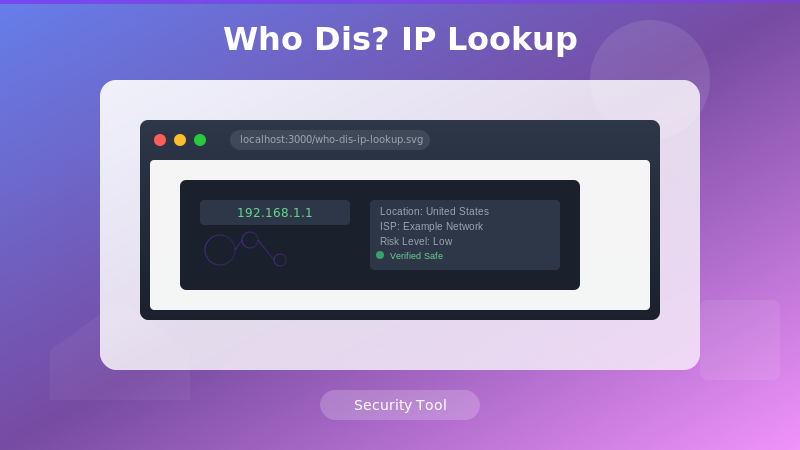 Who Dis? IP Lookup
localhost:3000/who-dis-ip-lookup.svg
192.168.1.1
Location: United States
ISP: Example Network
Risk Level: Low
Verified Safe
Security Tool